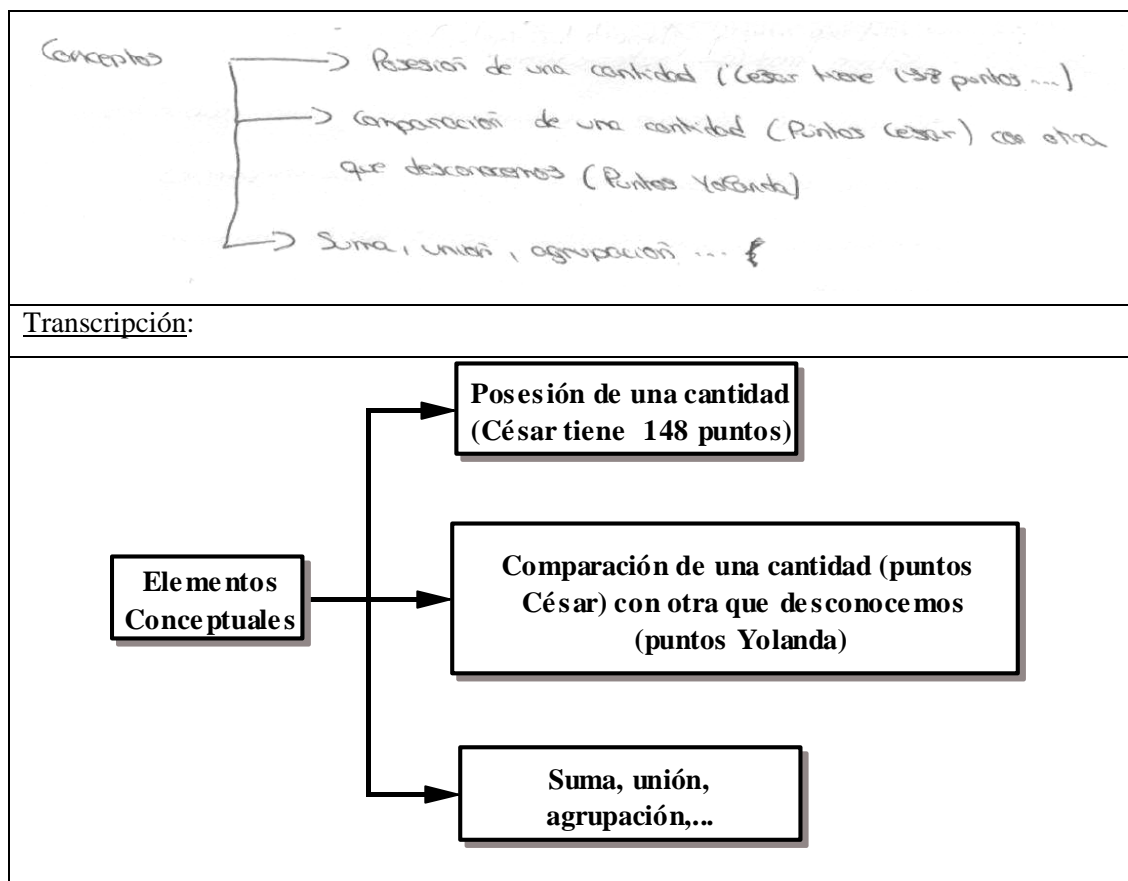 Conceptos
Posesión de una cantidad (César tiene 138 puntos ...)
Comparación de una cantidad (Puntos César) con otra
que desconocemos (Puntos Yolanda)
Suma, unión, agrupación ...
Transcripción:
Posesión de una cantidad
(César tiene 148 puntos)
Elementos
Conceptuales
Comparación de una cantidad (puntos
César) con otra que desconocemos
(puntos Yolanda)
Suma, unión,
agrupación,...